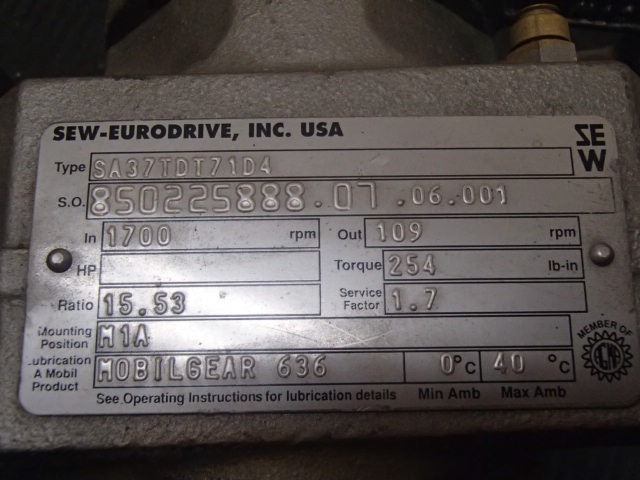 SEW-EURODRIVE, INC. USA
SEW
Type SA37TDT71D4
S.O. 850225888.07.06.001
In 1700 rpm Out 109 rpm
HP Torque 254 lb-in
Ratio 15.53 Service Factor 1.7
Mounting Position M1A
Lubrication A Mobil Product MOBILGEAR 636 0°C 40 °C
See Operating Instructions for lubrication details Min Amb Max Amb
MEMBER OF
AGMA